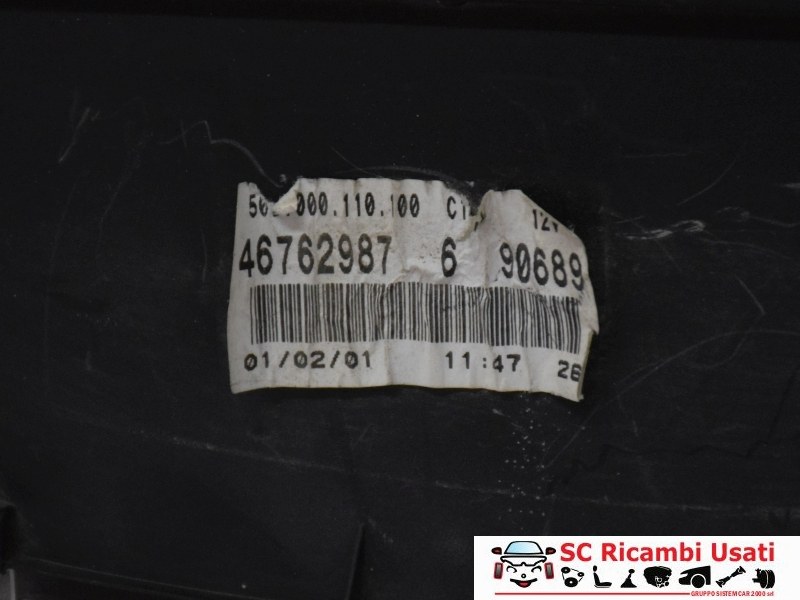 .000.110.100 12V
46762987 6 90689
01/02/01 11:47 26
SC Ricambi Usati
GRUPPO SISTEMCAR 2000 srl